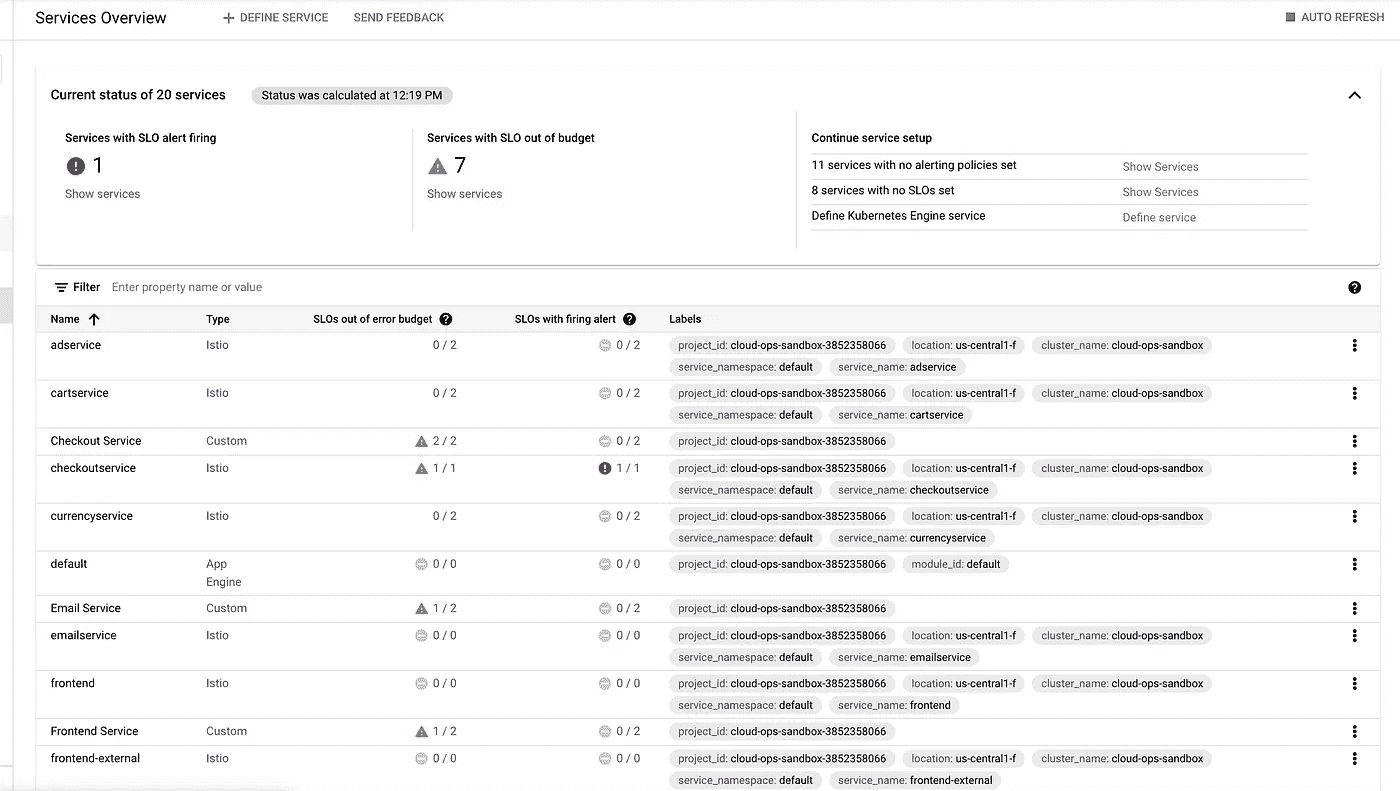 Services Overview DEFINE SERVICE SEND FEEDBACK AUTO REFRESH
Current status of 20 services Status was calculated at 12:19 PM
Services with SLO alert firing Services with SLO out of budget Continue service setup
1 7 11 services with no alerting policies set Show Services
Show services Show services 8 services with no SLOs set Show Services
Define Kubernetes Engine service Define service
Filter Enter property name or value
Name Type SLOs out of error budget SLOs with firing alert Labels
adservice Istio 0 / 2 0 / 2 project_id: cloud-ops-sandbox-3852358066 location: us-central1-f cluster_name: cloud-ops-sandbox
service_namespace: default service_name: adservice
cartservice Istio 0 / 2 0 / 2 project_id: cloud-ops-sandbox-3852358066 location: us-central1-f cluster_name: cloud-ops-sandbox
service_namespace: default service_name: cartservice
Checkout Service Custom 2 / 2 0 / 2 project_id: cloud-ops-sandbox-3852358066
checkoutservice Istio 1 / 1 1 / 1 project_id: cloud-ops-sandbox-3852358066 location: us-central1-f cluster_name: cloud-ops-sandbox
service_namespace: default service_name: checkoutservice
currencyservice Istio 0 / 2 0 / 2 project_id: cloud-ops-sandbox-3852358066 location: us-central1-f cluster_name: cloud-ops-sandbox
service_namespace: default service_name: currencyservice
default App 0 / 0 0 / 0 project_id: cloud-ops-sandbox-3852358066 module_id: default
Engine
Email Service Custom 1 / 2 0 / 2 project_id: cloud-ops-sandbox-3852358066
emailservice Istio 0 / 0 0 / 0 project_id: cloud-ops-sandbox-3852358066 location: us-central1-f cluster_name: cloud-ops-sandbox
service_namespace: default service_name: emailservice
frontend Istio 0 / 0 0 / 0 project_id: cloud-ops-sandbox-3852358066 location: us-central1-f cluster_name: cloud-ops-sandbox
service_namespace: default service_name: frontend
Frontend Service Custom 1 / 2 0 / 2 project_id: cloud-ops-sandbox-3852358066
frontend-external Istio 0 / 0 0 / 0 project_id: cloud-ops-sandbox-3852358066 location: us-central1-f cluster_name: cloud-ops-sandbox
service_namespace: default service_name: frontend-external